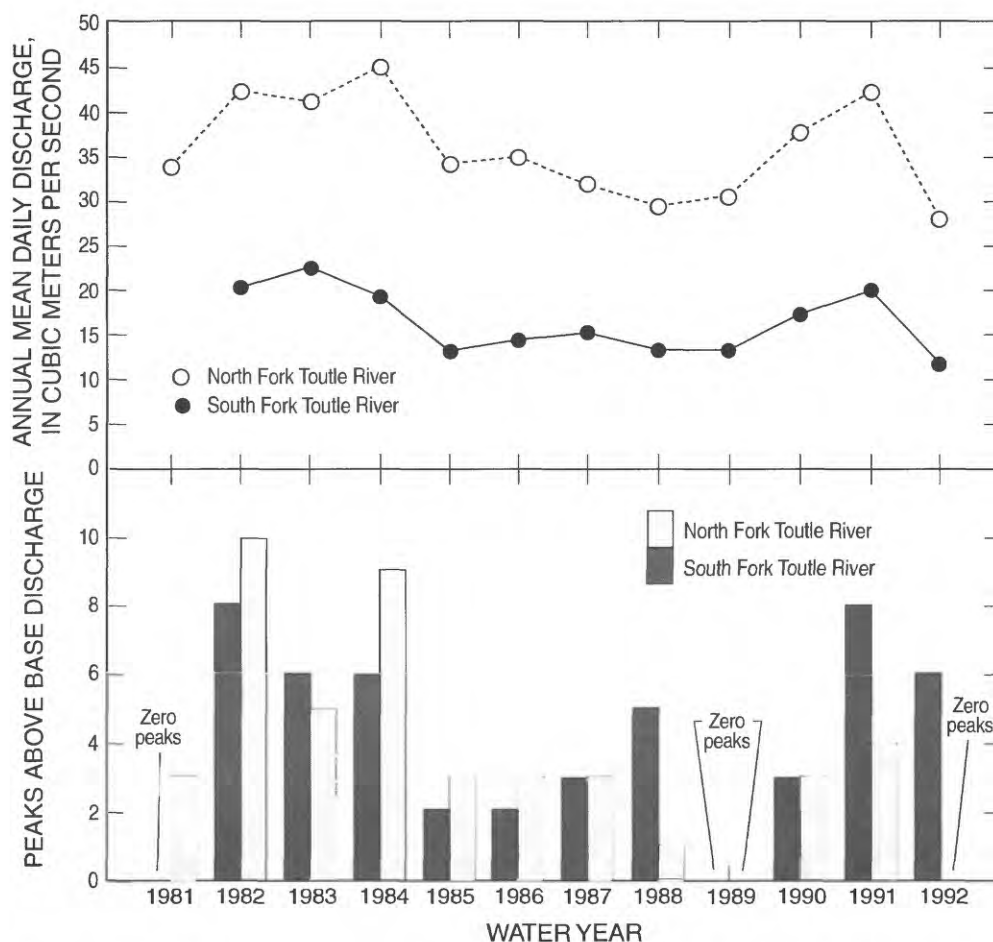 ANNUAL MEAN DAILY DISCHARGE,
IN CUBIC METERS PER SECOND
50
45
40
35
30
25
20
15
10
5
0
North Fork Toutle River
South Fork Toutle River
PEAKS ABOVE BASE DISCHARGE
10
8
6
4
2
0
North Fork Toutle River
South Fork Toutle River
Zero
peaks
Zero
peaks
Zero
peaks
1981 1982 1983 1984 1985 1986 1987 1988 1989 1990 1991 1992
WATER YEAR